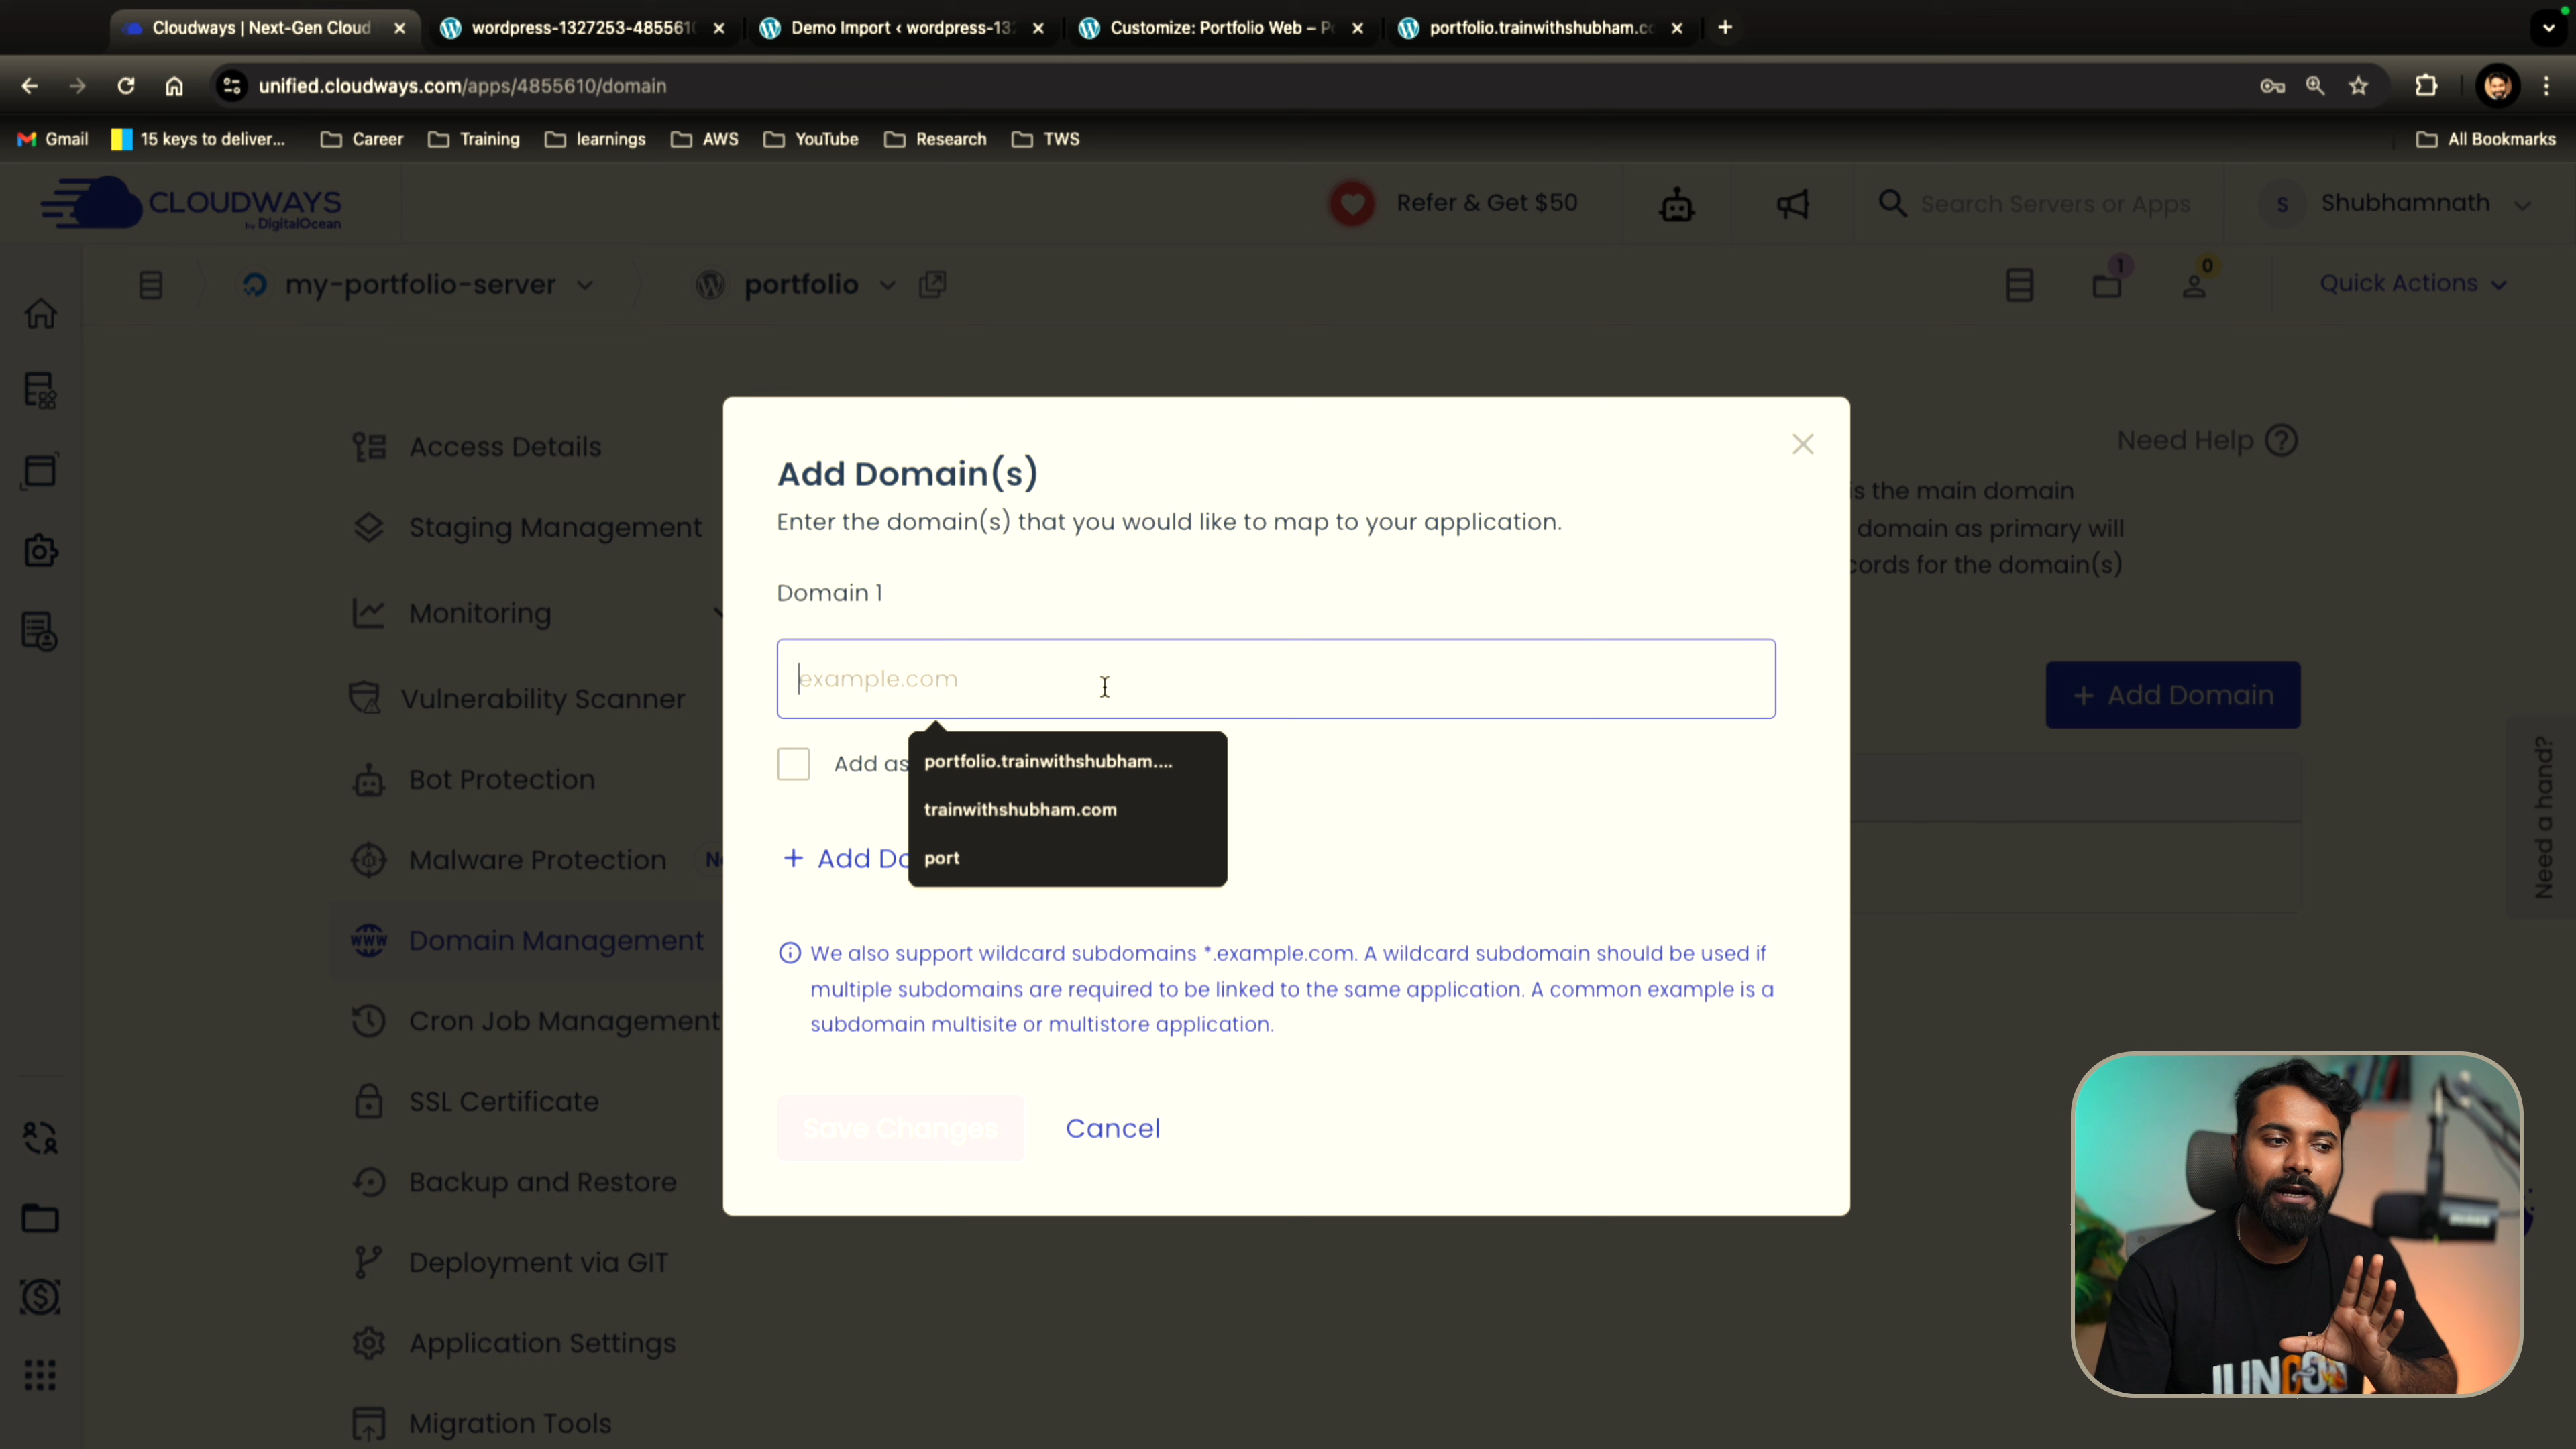 Cloudways | Next-Gen Cloud
wordpress-1327253-4855610
Demo Import ‹ wordpress-13
Customize: Portfolio Web – P
portfolio.trainwithshubham.c
unified.cloudways.com/apps/4855610/domain
Gmail
15 keys to deliver...
Career
Training
learnings
AWS
YouTube
Research
TWS
All Bookmarks
CLOUDWAYS
by DigitalOcean
Refer & Get $50
Search Servers or Apps
S
Shubhamnath
my-portfolio-server
portfolio
1
0
Quick Actions
Access Details
Staging Management
Monitoring
Vulnerability Scanner
Bot Protection
Malware Protection
WWW
Domain Management
Cron Job Management
SSL Certificate
Backup and Restore
Deployment via GIT
Application Settings
Migration Tools
Need Help
is the main domain
domain as primary will
cords for the domain(s)
+ Add Domain
Need a hand?
Add Domain(s)
Enter the domain(s) that you would like to map to your application.
Domain 1
example.com
Add as
portfolio.trainwithshubham....
trainwithshubham.com
port
+ Add Do
We also support wildcard subdomains *.example.com. A wildcard subdomain should be used if
multiple subdomains are required to be linked to the same application. A common example is a
subdomain multisite or multistore application.
Save Changes
Cancel